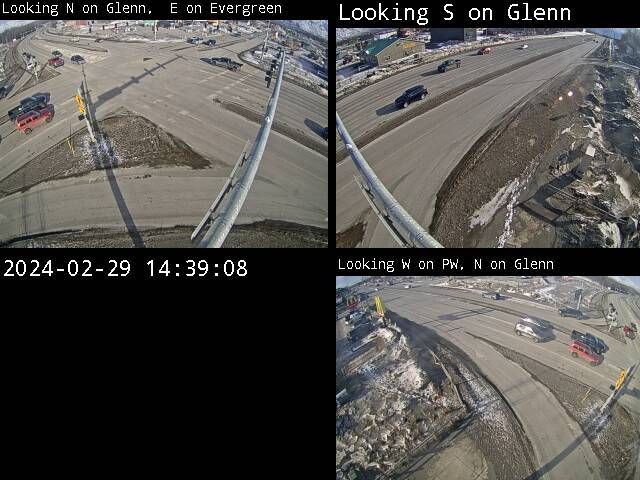 Looking N on Glenn,  E on Evergreen
Looking S on Glenn
2024-02-29 14:39:08
Looking W on PW, N on Glenn